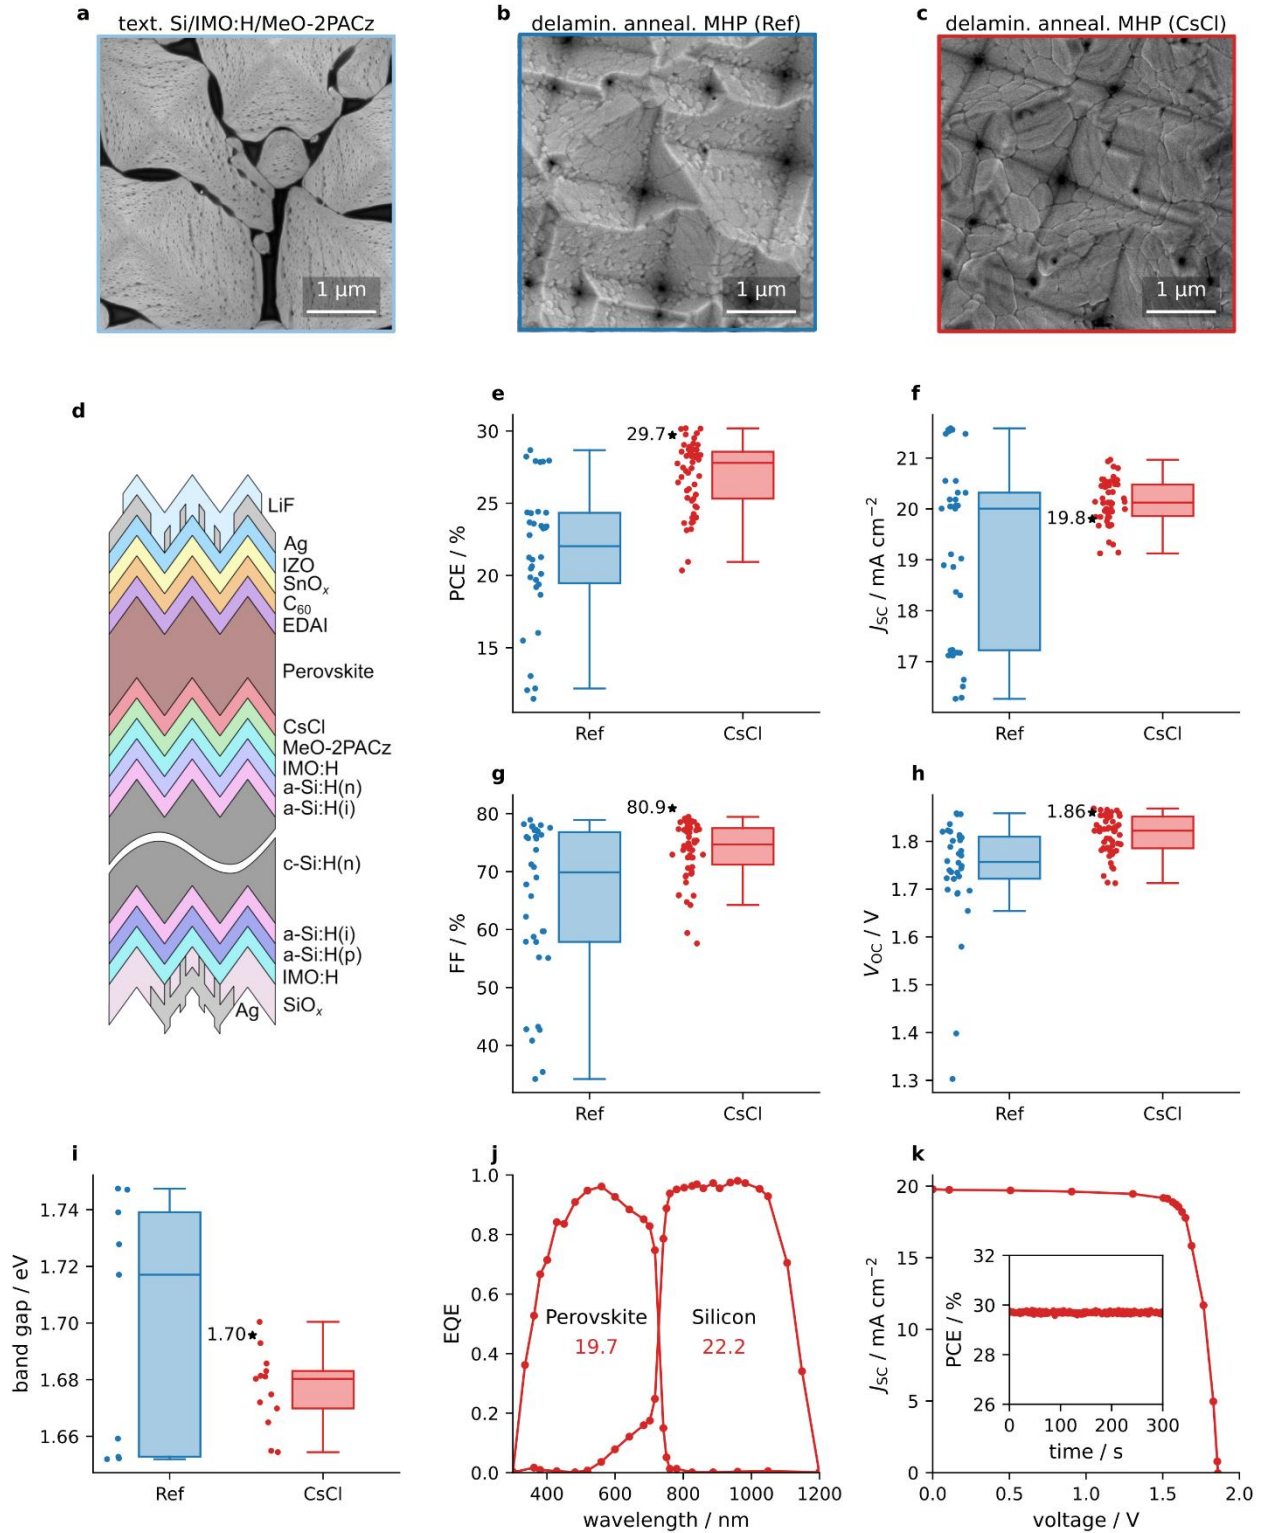 a
text. Si/IMO:H/MeO-2PACz
1 µm
b
delamin. anneal. MHP (Ref)
1 µm
c
delamin. anneal. MHP (CsCl)
1 µm
d
LiF
Ag
IZO
SnOₓ
C₆₀
EDAI
Perovskite
CsCl
MeO-2PACz
IMO:H
a-Si:H(n)
a-Si:H(i)
c-Si:H(n)
a-Si:H(i)
a-Si:H(p)
IMO:H
SiOₓ
Ag
e
PCE / %
30
25
20
15
29.7
Ref
CsCl
f
J_SC / mA cm⁻²
21
20
19
18
17
19.8
Ref
CsCl
g
FF / %
80
70
60
50
40
80.9
Ref
CsCl
h
V_OC / V
1.8
1.7
1.6
1.5
1.4
1.3
1.86
Ref
CsCl
i
band gap / eV
1.74
1.72
1.70
1.68
1.66
1.70
Ref
CsCl
j
EQE
1.0
0.8
0.6
0.4
0.2
0.0
Perovskite
19.7
Silicon
22.2
400
600
800
1000
1200
wavelength / nm
k
J_SC / mA cm⁻²
20
15
10
5
0
PCE / %
32
30
28
26
0
100
200
300
time / s
0.0
0.5
1.0
1.5
2.0
voltage / V